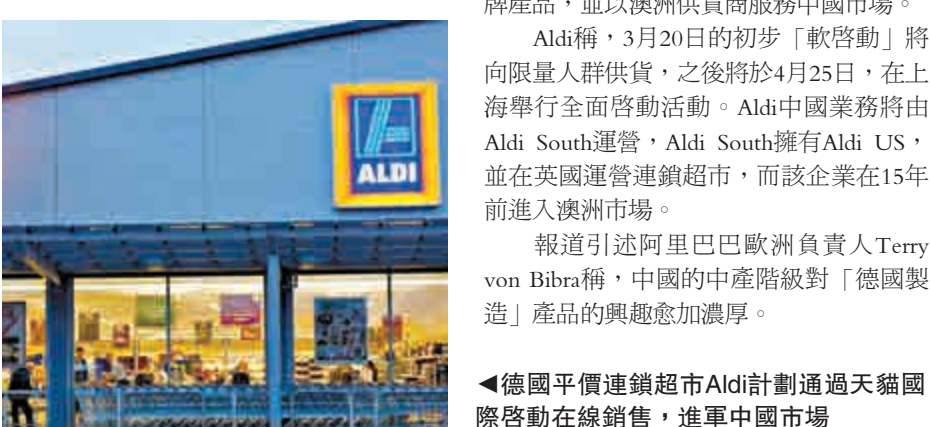 牌產品，並以澳洲供貨商服務中國市場。
Aldi稱，3月20日的初步「軟啓動」將
向限量人群供貨，之後將於4月25日，在上
海舉行全面啓動活動。Aldi中國業務將由
Aldi South運營，Aldi South擁有Aldi US，
並在英國運營連鎖超市，而該企業在15年
前進入澳洲市場。
報道引述阿里巴巴歐洲負責人Terry
von Bibra稱，中國的中產階級對「德國製
造」產品的興趣愈加濃厚。
◀德國平價連鎖超市Aldi計劃通過天貓國
際啓動在線銷售，進軍中國市場
ALDI